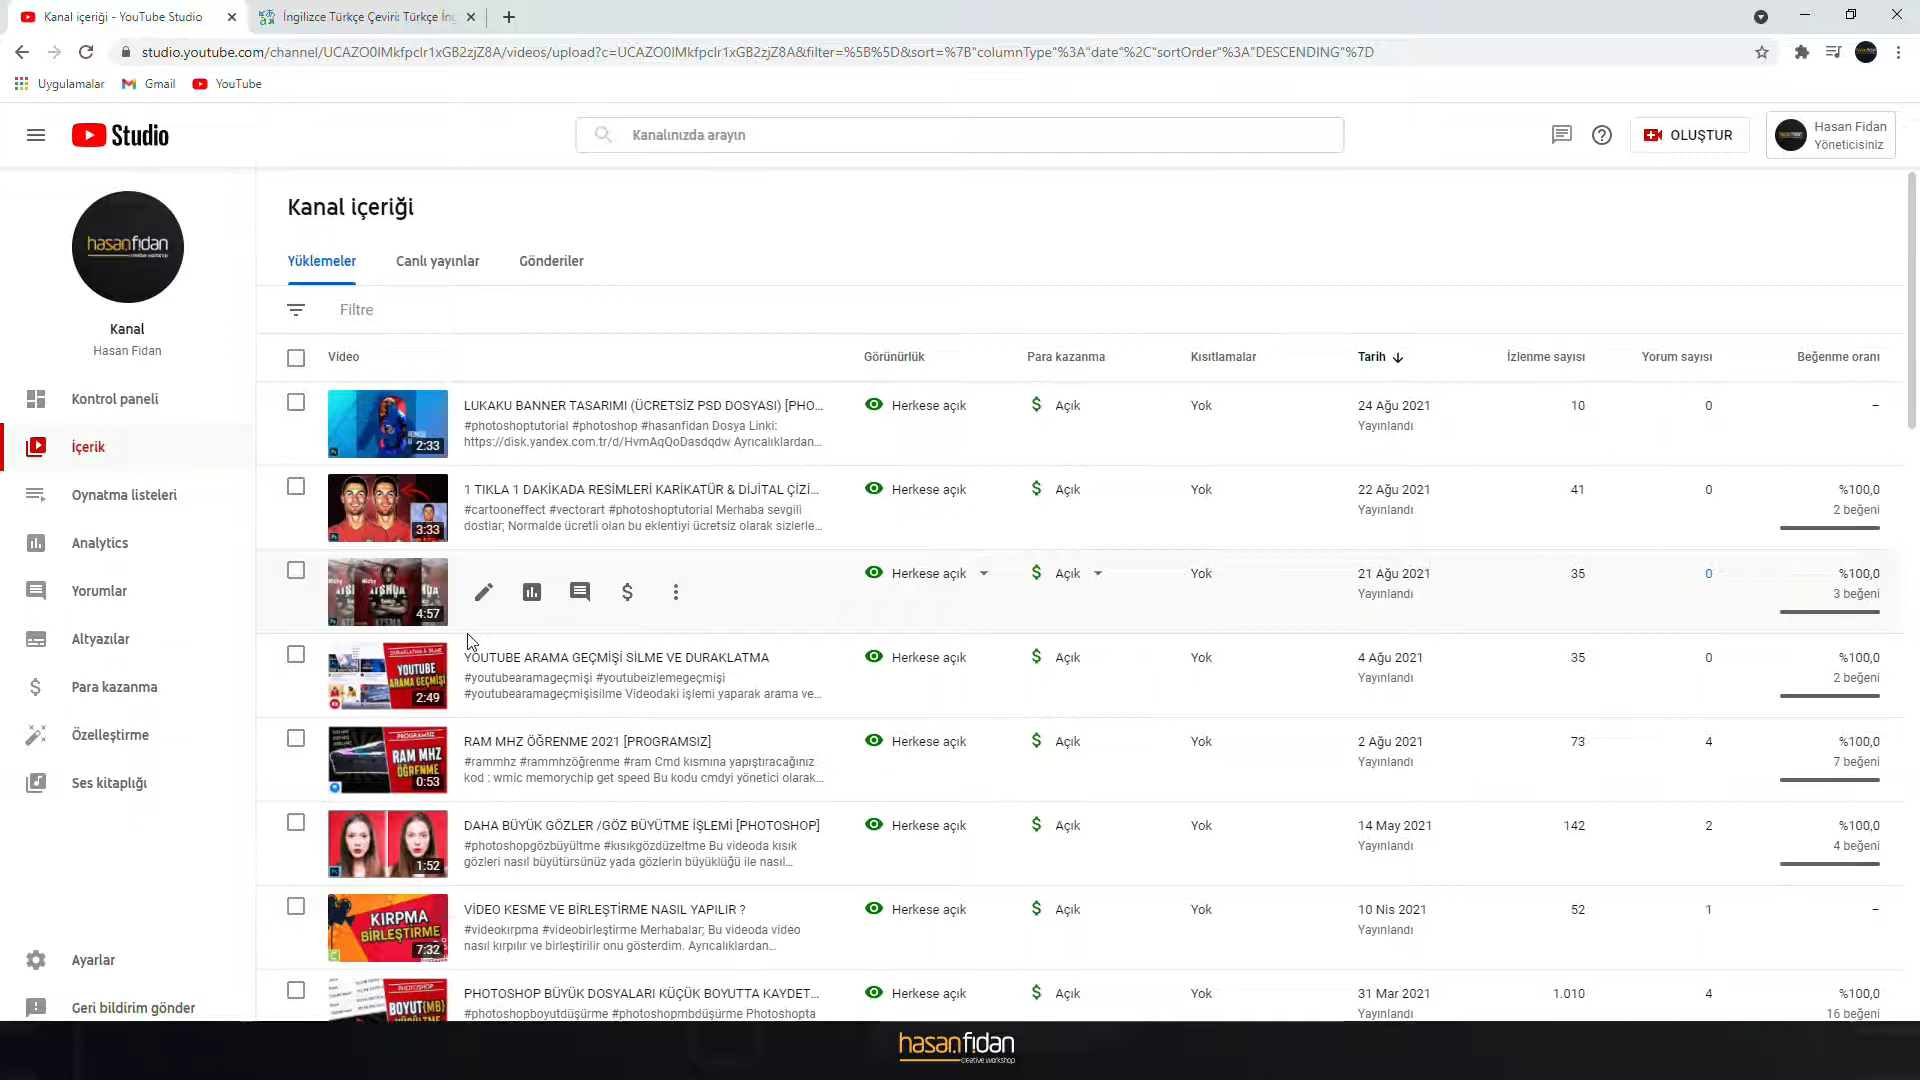 Kanal içeriği - YouTube Studio
İngilizce Türkçe Çeviri: Türkçe İng
studio.youtube.com/channel/UCAZO0IMkfpcIr1xGB2zjZ8A/videos/upload?c=UCAZO0IMkfpcIr1xGB2zjZ8A&filter=%5B%5D&sort=%7B"columnType"%3A"date"%2C"sortOrder"%3A"DESCENDING"%7D
Uygulamalar Gmail YouTube
Studio
Kanalınızda arayın
OLUŞTUR
Hasan Fidan
Yöneticisiniz
hasanfidan
creative workshop
Kanal
Hasan Fidan
Kontrol paneli
İçerik
Oynatma listeleri
Analytics
Yorumlar
Altyazılar
Para kazanma
Özelleştirme
Ses kitaplığı
Ayarlar
Geri bildirim gönder
Kanal içeriği
Yüklemeler Canlı yayınlar Gönderiler
Filtre
Video Görünürlük Para kazanma Kısıtlamalar Tarih İzlenme sayısı Yorum sayısı Beğenme oranı
LUKAKU BANNER TASARIMI (ÜCRETSİZ PSD DOSYASI) [PHO... Herkese açık Açık Yok 24 Ağu 2021 10 0 –
#photoshoptutorial #photoshop #hasanfidan Dosya Linki: Yayınlandı
https://disk.yandex.com.tr/d/HvmAqQoDasdqdw Ayrıcalıklardan...
2:33
1 TIKLA 1 DAKİKADA RESİMLERİ KARİKATÜR & DİJİTAL ÇİZİ... Herkese açık Açık Yok 22 Ağu 2021 41 0 %100,0
#cartooneffect #vectorart #photoshoptutorial Merhaba sevgili Yayınlandı 2 beğeni
dostlar; Normalde ücretli olan bu eklentiyi ücretsiz olarak sizlerle...
3:33
Herkese açık Açık Yok 21 Ağu 2021 35 0 %100,0
Yayınlandı 3 beğeni
4:57
YOUTUBE ARAMA GEÇMİŞİ SİLME VE DURAKLATMA Herkese açık Açık Yok 4 Ağu 2021 35 0 %100,0
#youtubearamageçmişi #youtubeizlemegeçmişi Yayınlandı 2 beğeni
#youtubearamageçmişisilme Videodaki işlemi yaparak arama ve...
DURAKLATMA & SİLME
YOUTUBE
ARAMA GEÇMİŞİ
2:49
RAM MHZ ÖĞRENME 2021 [PROGRAMSIZ] Herkese açık Açık Yok 2 Ağu 2021 73 4 %100,0
#rammhz #rammhzöğrenme #ram Cmd kısmına yapıştıracağınız Yayınlandı 7 beğeni
kod : wmic memorychip get speed Bu kodu cmdyi yönetici olarak...
PROGRAMSIZ
RAM MHZ
ÖĞRENME
0:53
DAHA BÜYÜK GÖZLER /GÖZ BÜYÜTME İŞLEMİ [PHOTOSHOP] Herkese açık Açık Yok 14 May 2021 142 2 %100,0
#photoshopgözbüyültme #kısıkgözdüzeltme Bu videoda kısık Yayınlandı 4 beğeni
gözleri nasıl büyütürsünüz yada gözlerin büyüklüğü ile nasıl...
1:52
VİDEO KESME VE BİRLEŞTİRME NASIL YAPILIR ? Herkese açık Açık Yok 10 Nis 2021 52 1 –
#videokırpma #videobirleştirme Merhabalar; Bu videoda video Yayınlandı
nasıl kırpılır ve birleştirilir onu gösterdim. Ayrıcalıklardan...
KIRPMA
BİRLEŞTİRME
7:32
PHOTOSHOP BÜYÜK DOSYALARI KÜÇÜK BOYUTTA KAYDET... Herkese açık Açık Yok 31 Mar 2021 1.010 4 %100,0
#photoshopboyutdüşürme #photoshopmbdüşürme Photoshopta Yayınlandı 16 beğeni
PHOTOSHOP
BOYUT(MB)
hasanfidan
creative workshop